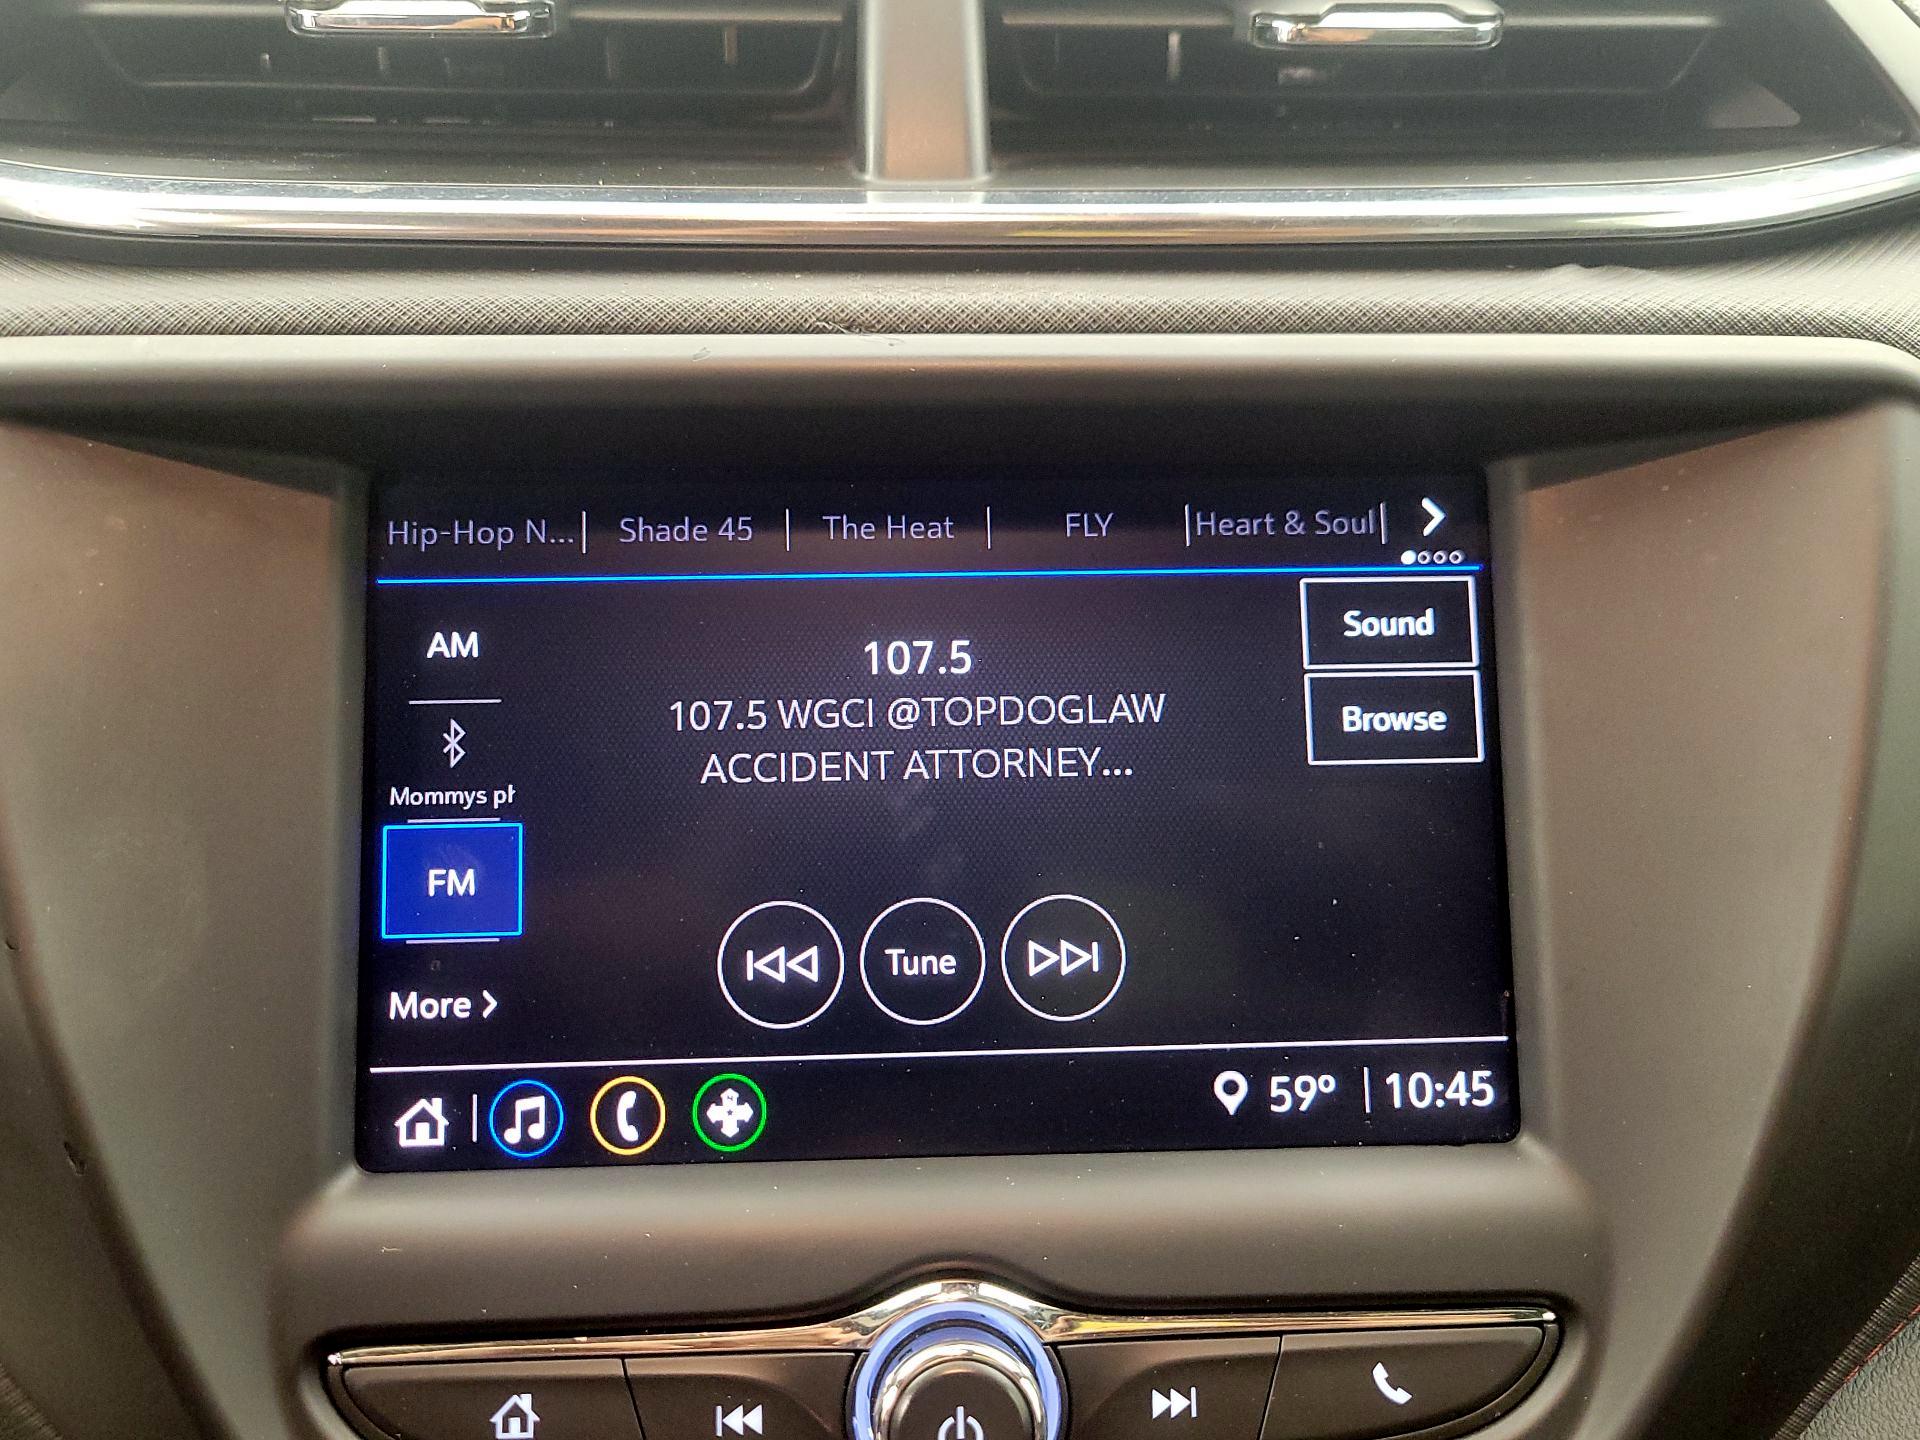 Hip-Hop N... Shade 45 The Heat FLY Heart & Soul
Sound
AM
107.5
107.5 WGCI @TOPDOGLAW
Browse
ACCIDENT ATTORNEY...
Mommys
FM
Tune
More
59° 10:45